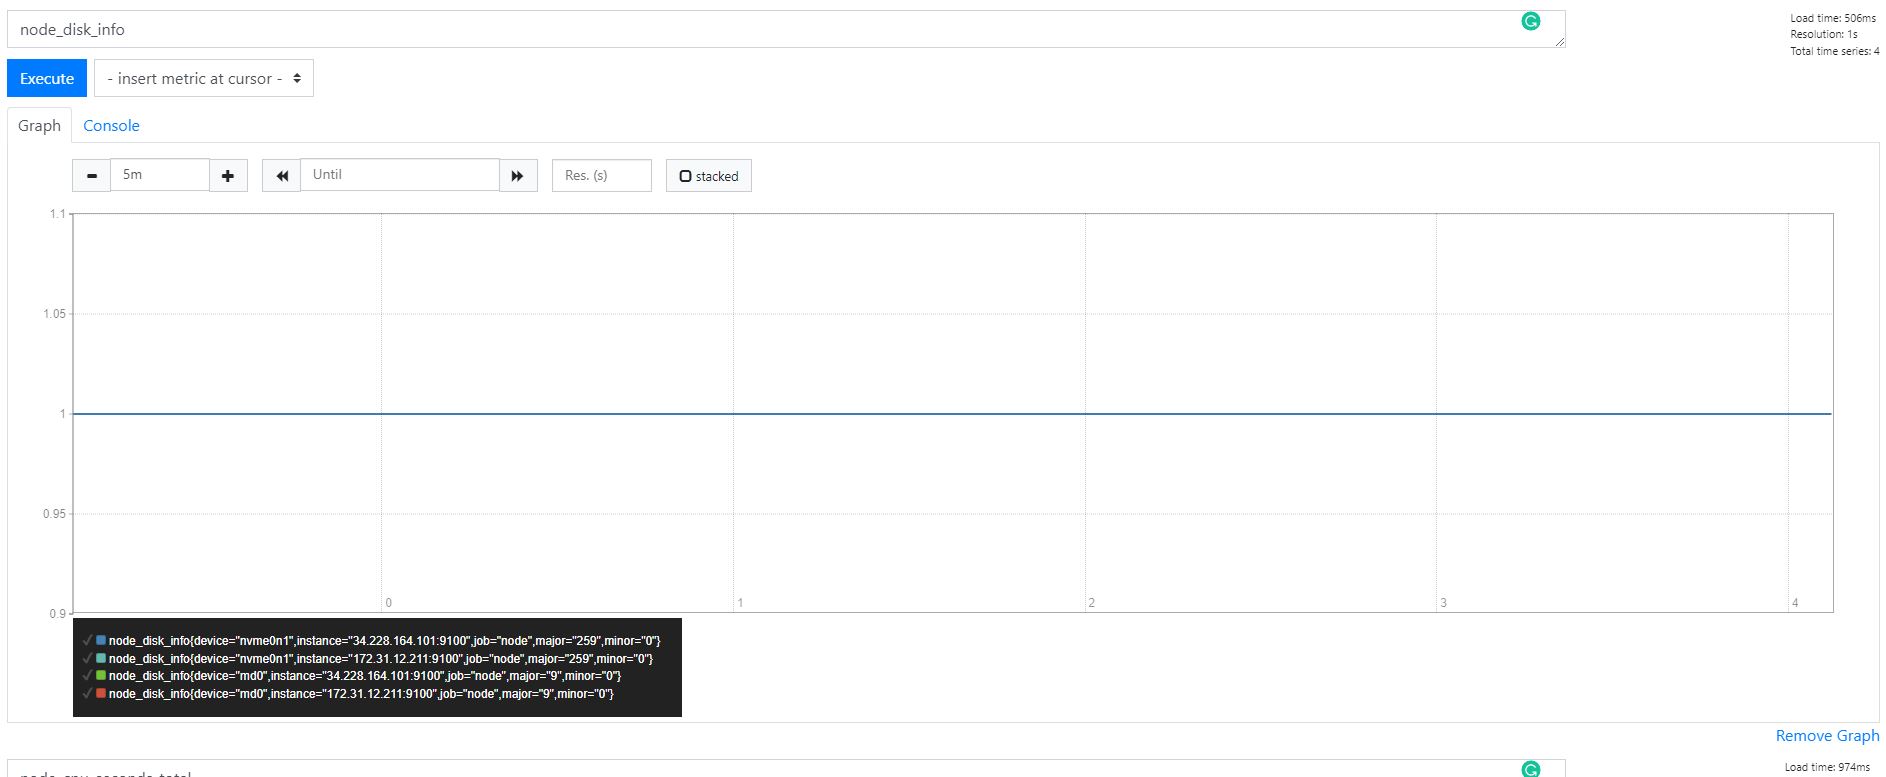 node_disk_info
Load time: 506ms
Resolution: 1s
Total time series: 4
Execute - insert metric at cursor -
Graph Console
5m Until Res. (s) stacked
1.1
1.05
1
0.95
0.9
0 1 2 3 4
node_disk_info{device="nvme0n1",instance="34.228.164.101:9100",job="node",major="259",minor="0"}
node_disk_info{device="nvme0n1",instance="172.31.12.211:9100",job="node",major="259",minor="0"}
node_disk_info{device="md0",instance="34.228.164.101:9100",job="node",major="9",minor="0"}
node_disk_info{device="md0",instance="172.31.12.211:9100",job="node",major="9",minor="0"}
Remove Graph
node_cpu_seconds_total
Load time: 974ms